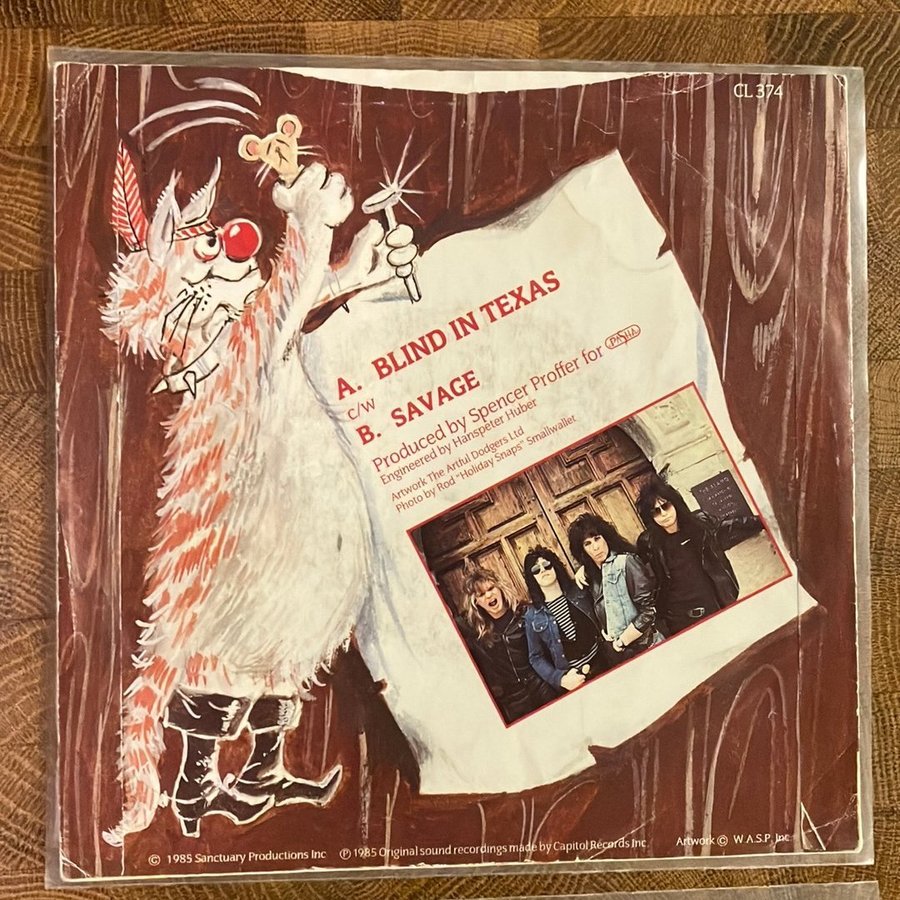 CL 374
A. BLIND IN TEXAS
C/W
B. SAVAGE
Produced by Spencer Proffer for PASHA
Engineered by Hanspeter Huber
Artwork The Artful Dodgers Ltd
Photo by Rod "Holiday Snaps" Smallwallet
THE ALAMO
© 1985 Sanctuary Productions Inc ℗ 1985 Original sound recordings made by Capitol Records Inc. Artwork © W.A.S.P., Inc